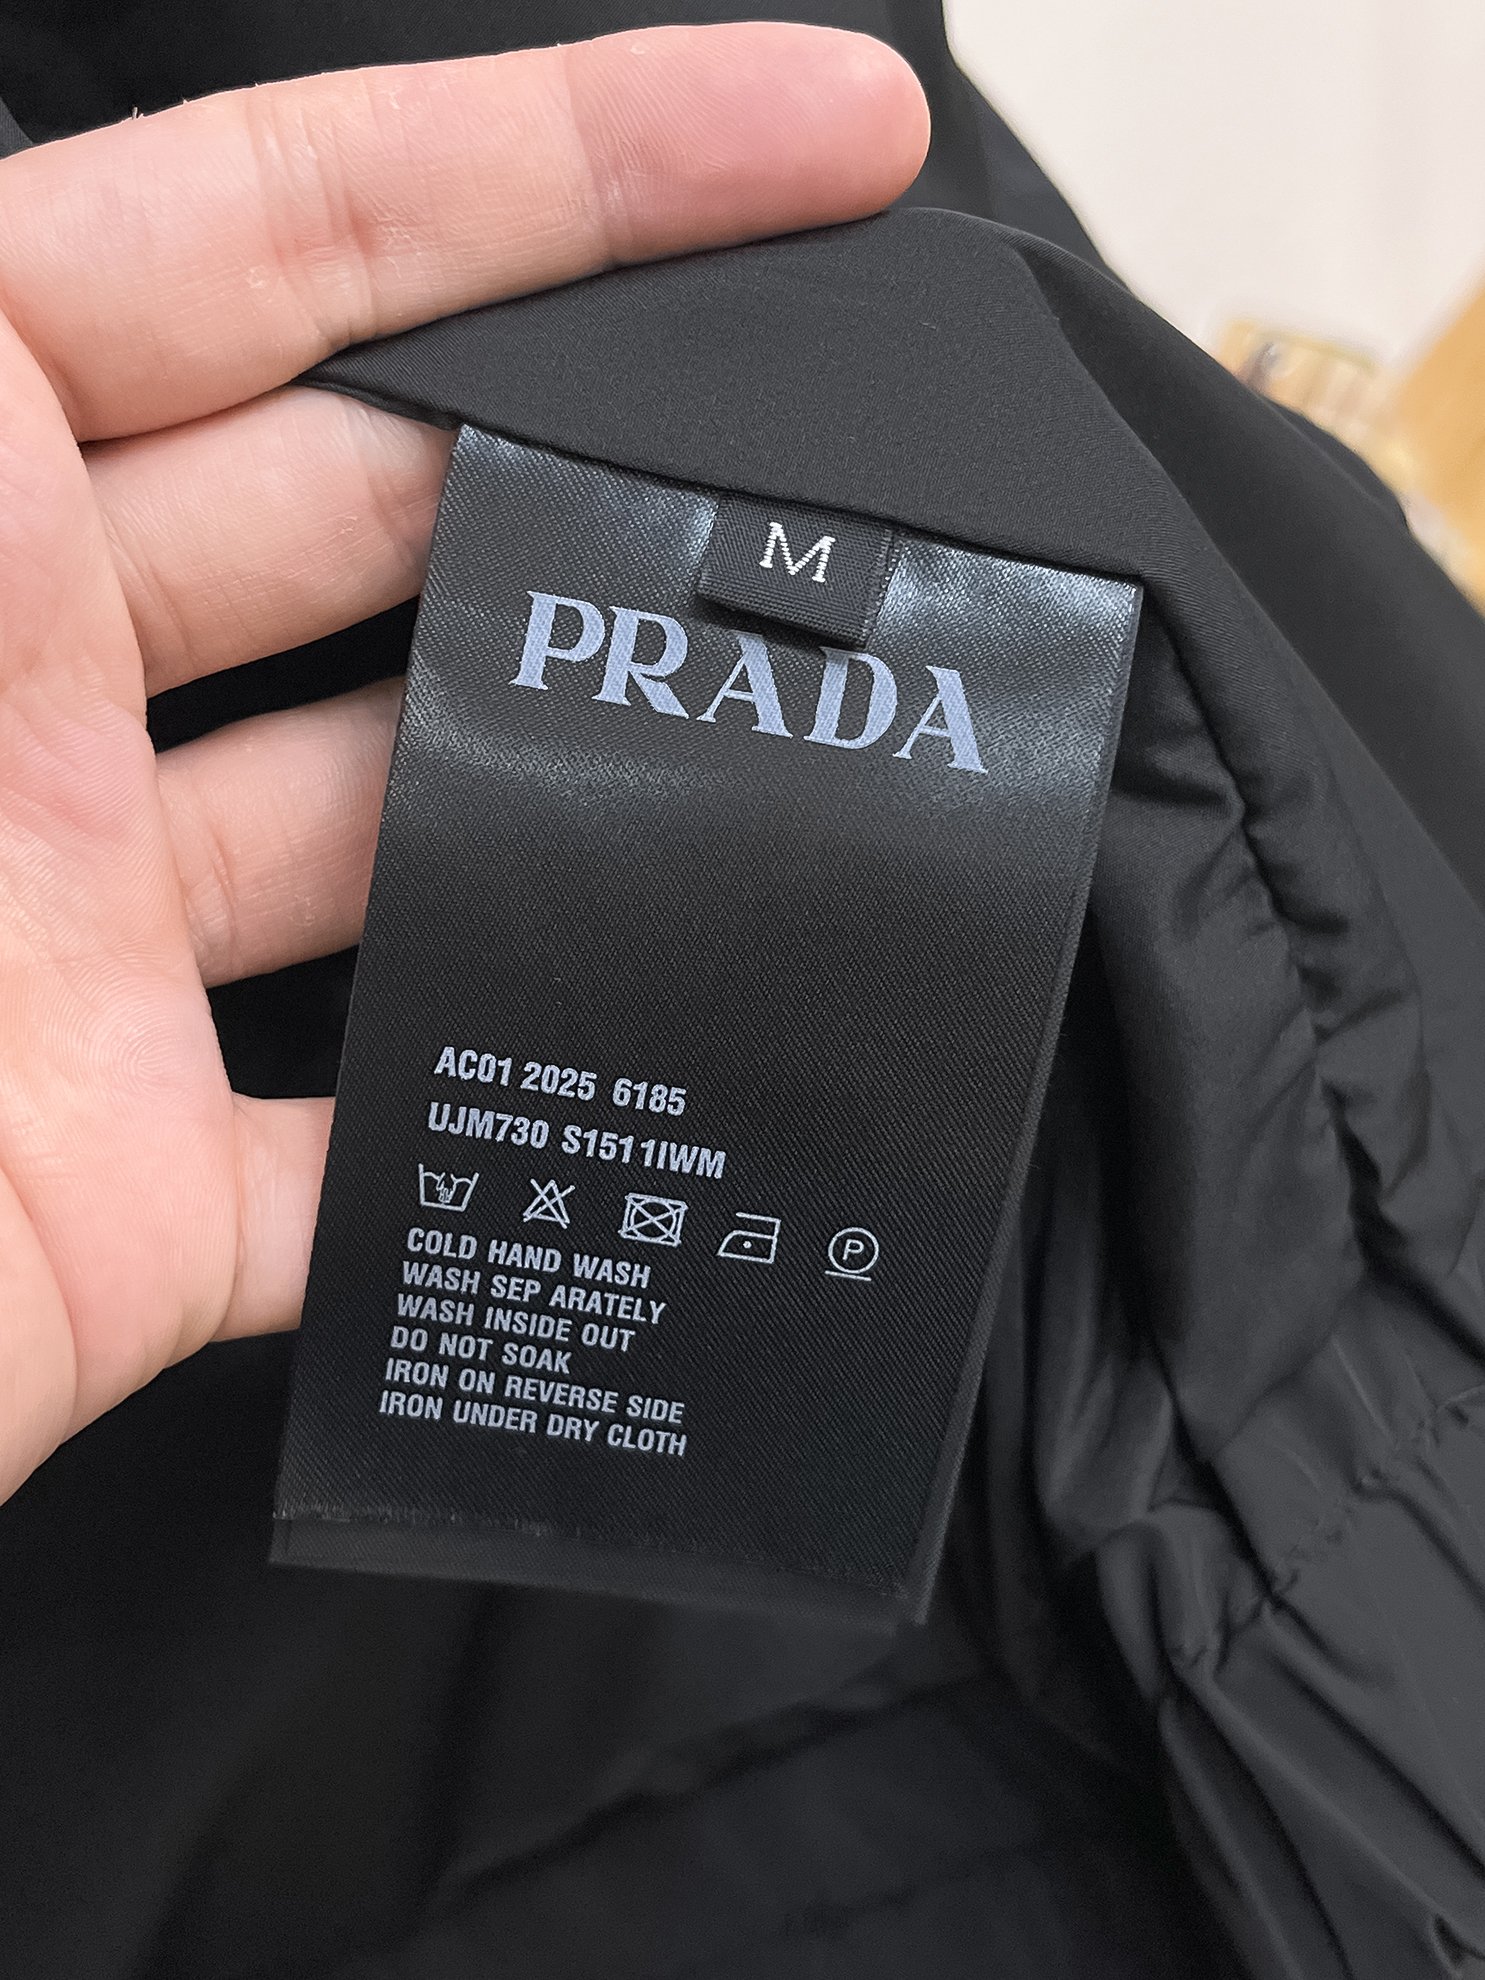 M
PRADA
AC01 2025 6185
UJM730 S1511IWM
P
COLD HAND WASH
WASH SEP ARATELY
WASH INSIDE OUT
DO NOT SOAK
IRON ON REVERSE SIDE
IRON UNDER DRY CLOTH